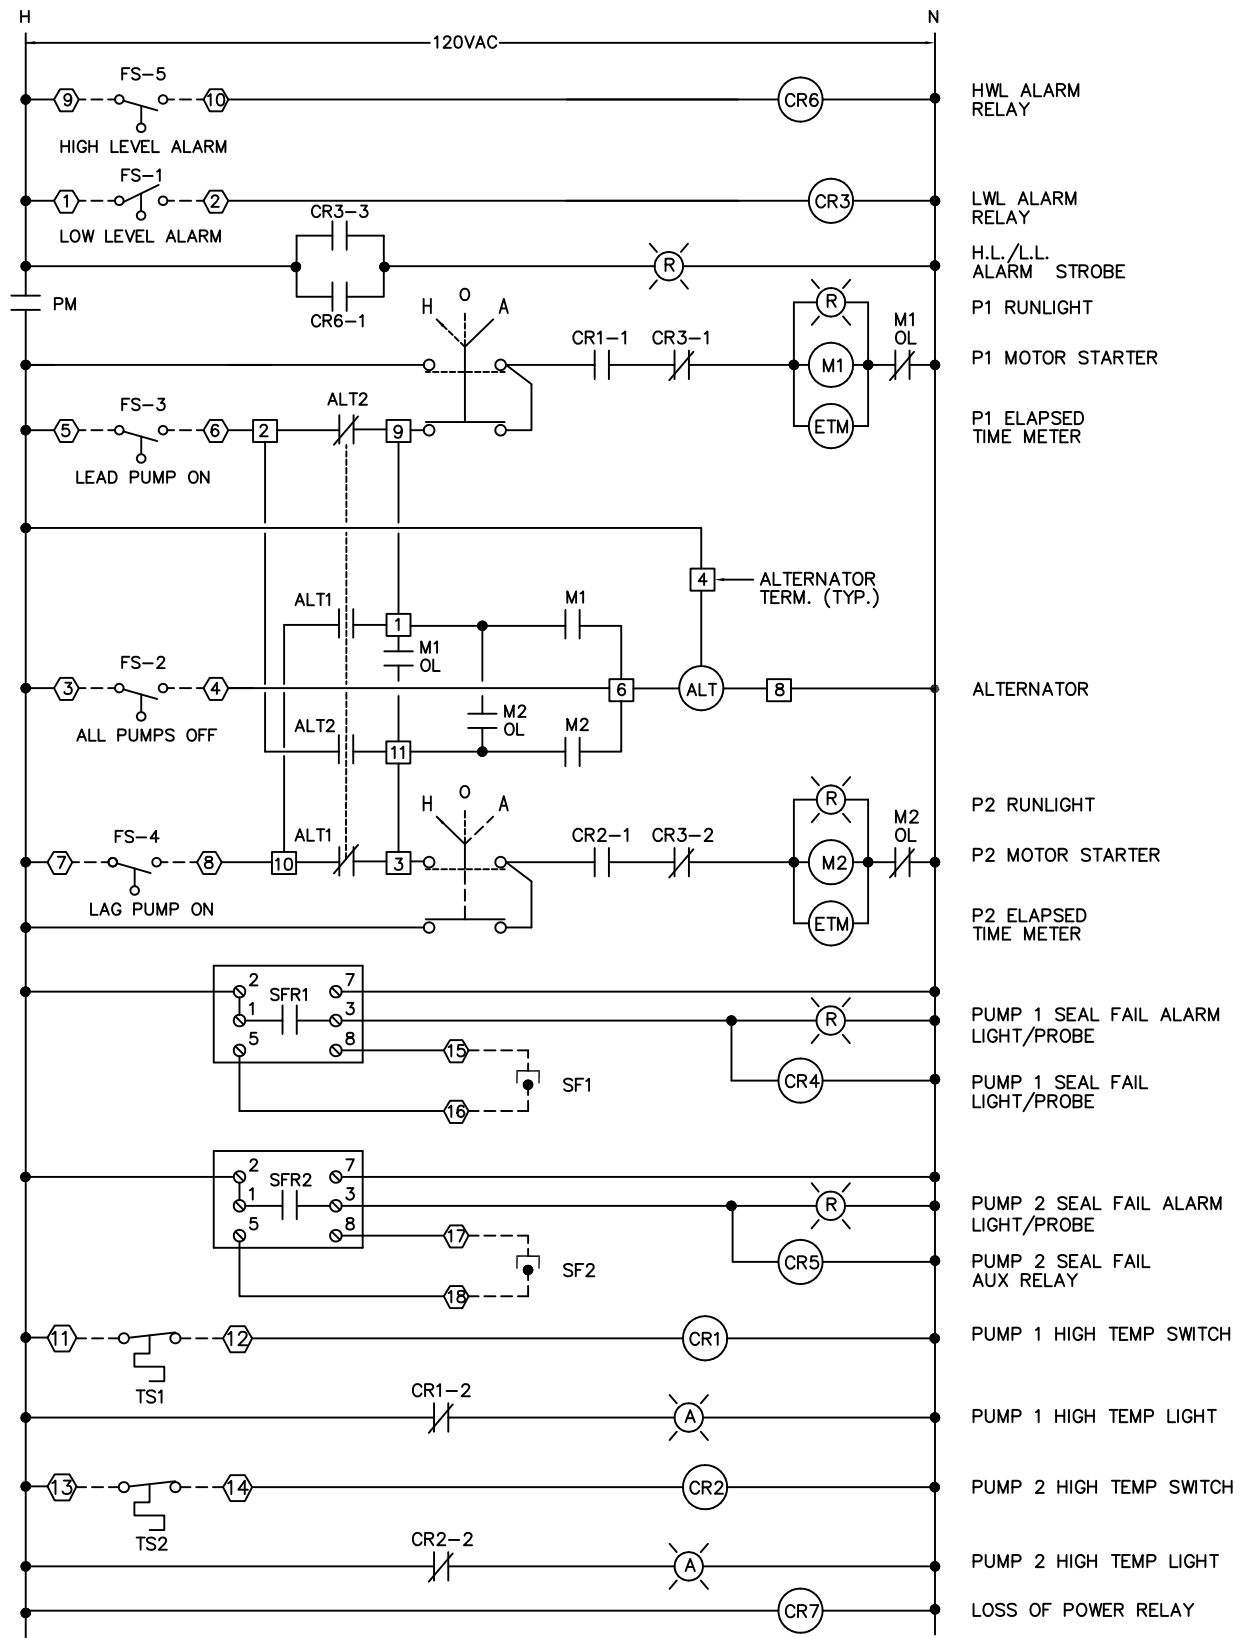 H
N
120VAC
FS-5
9
10
CR6
HWL ALARM
RELAY
HIGH LEVEL ALARM
FS-1
1
2
CR3
LWL ALARM
RELAY
LOW LEVEL ALARM
CR3-3
R
H.L./L.L.
ALARM STROBE
CR6-1
PM
H
O
A
R
P1 RUNLIGHT
CR1-1
CR3-1
M1
M1
OL
P1 MOTOR STARTER
FS-3
5
6
2
ALT2
9
ETM
P1 ELAPSED
TIME METER
LEAD PUMP ON
4
ALTERNATOR
TERM. (TYP.)
ALT1
1
M1
M1
OL
FS-2
3
4
6
ALT
8
ALTERNATOR
ALL PUMPS OFF
M2
OL
ALT2
11
M2
H
O
A
R
P2 RUNLIGHT
FS-4
7
8
10
ALT1
3
CR2-1
CR3-2
M2
M2
OL
P2 MOTOR STARTER
LAG PUMP ON
ETM
P2 ELAPSED
TIME METER
2
7
1
SFR1
3
R
PUMP 1 SEAL FAIL ALARM
LIGHT/PROBE
5
8
15
SF1
CR4
PUMP 1 SEAL FAIL
LIGHT/PROBE
16
2
7
1
SFR2
3
R
PUMP 2 SEAL FAIL ALARM
LIGHT/PROBE
5
8
17
SF2
CR5
PUMP 2 SEAL FAIL
AUX RELAY
18
11
12
CR1
PUMP 1 HIGH TEMP SWITCH
TS1
CR1-2
A
PUMP 1 HIGH TEMP LIGHT
13
14
CR2
PUMP 2 HIGH TEMP SWITCH
TS2
CR2-2
A
PUMP 2 HIGH TEMP LIGHT
CR7
LOSS OF POWER RELAY